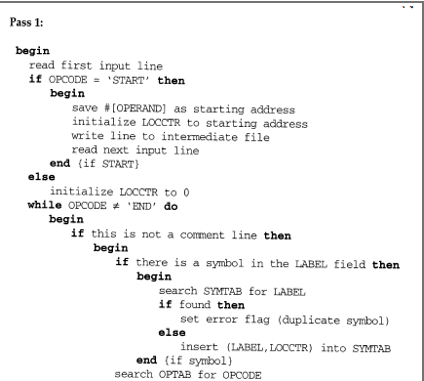 Pass 1:
begin
read first input line
if OPCODE = 'START' then
begin
save #[OPERAND] as starting address
initialize LOCCTR to starting address
write line to intermediate file
read next input line
end {if START}
else
initialize LOCCTR to 0
while OPCODE ≠ 'END' do
begin
if this is not a comment line then
begin
if there is a symbol in the LABEL field then
begin
search SYMTAB for LABEL
if found then
set error flag (duplicate symbol)
else
insert (LABEL,LOCCTR) into SYMTAB
end {if symbol}
search OPTAB for OPCODE